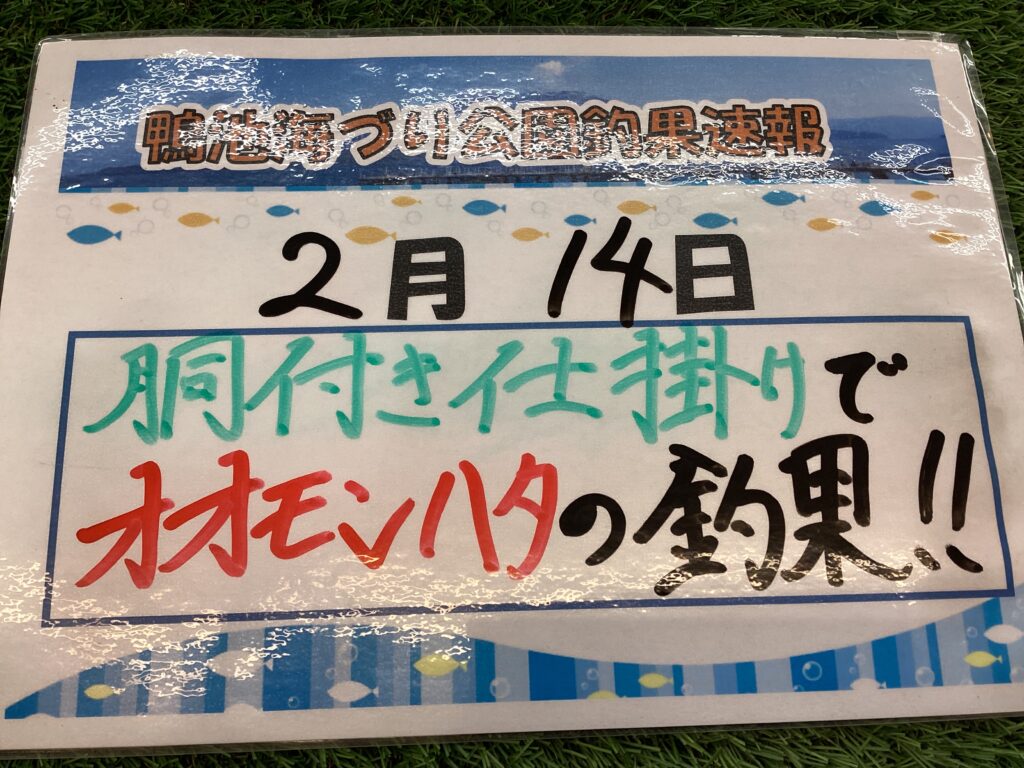 鴨池海づり公園釣果速報
2月 14日
胴付き仕掛りで
オオモンハタの釣果!!